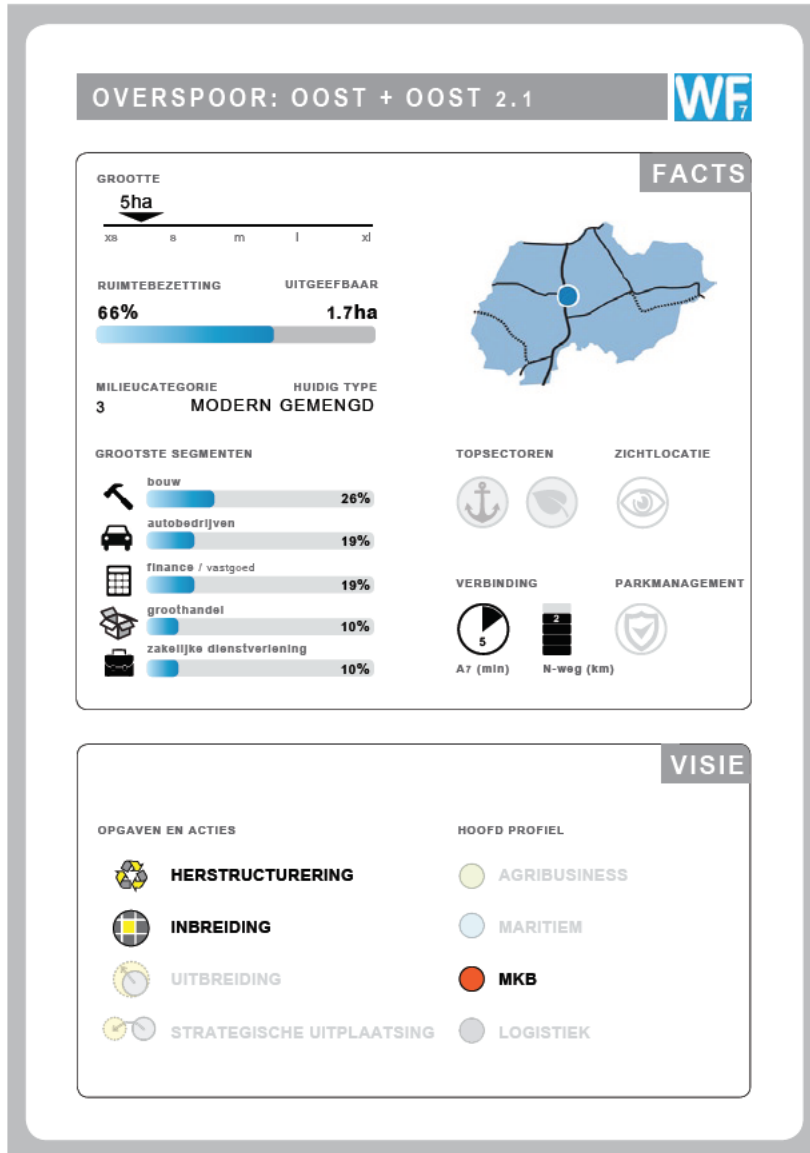 OVERSPOOR: OOST + OOST 2.1
WF7
FACTS
GROOTTE
5ha
xs s m l xl
RUIMTEBEZETTING UITGEEFBAAR
66% 1.7ha
MILIEUCATEGORIE HUIDIG TYPE
3 MODERN GEMENGD
GROOTSTE SEGMENTEN
bouw
26%
autobedrijven
19%
finance / vastgoed
19%
groothandel
10%
zakelijke dienstverlening
10%
TOPSECTOREN ZICHTLOCATIE
VERBINDING PARKMANAGEMENT
5 2
A7 (min) N-weg (km)
VISIE
OPGAVEN EN ACTIES
HERSTRUCTURERING
INBREIDING
UITBREIDING
STRATEGISCHE UITPLAATSING
HOOFD PROFIEL
AGRIBUSINESS
MARITIEM
MKB
LOGISTIEK